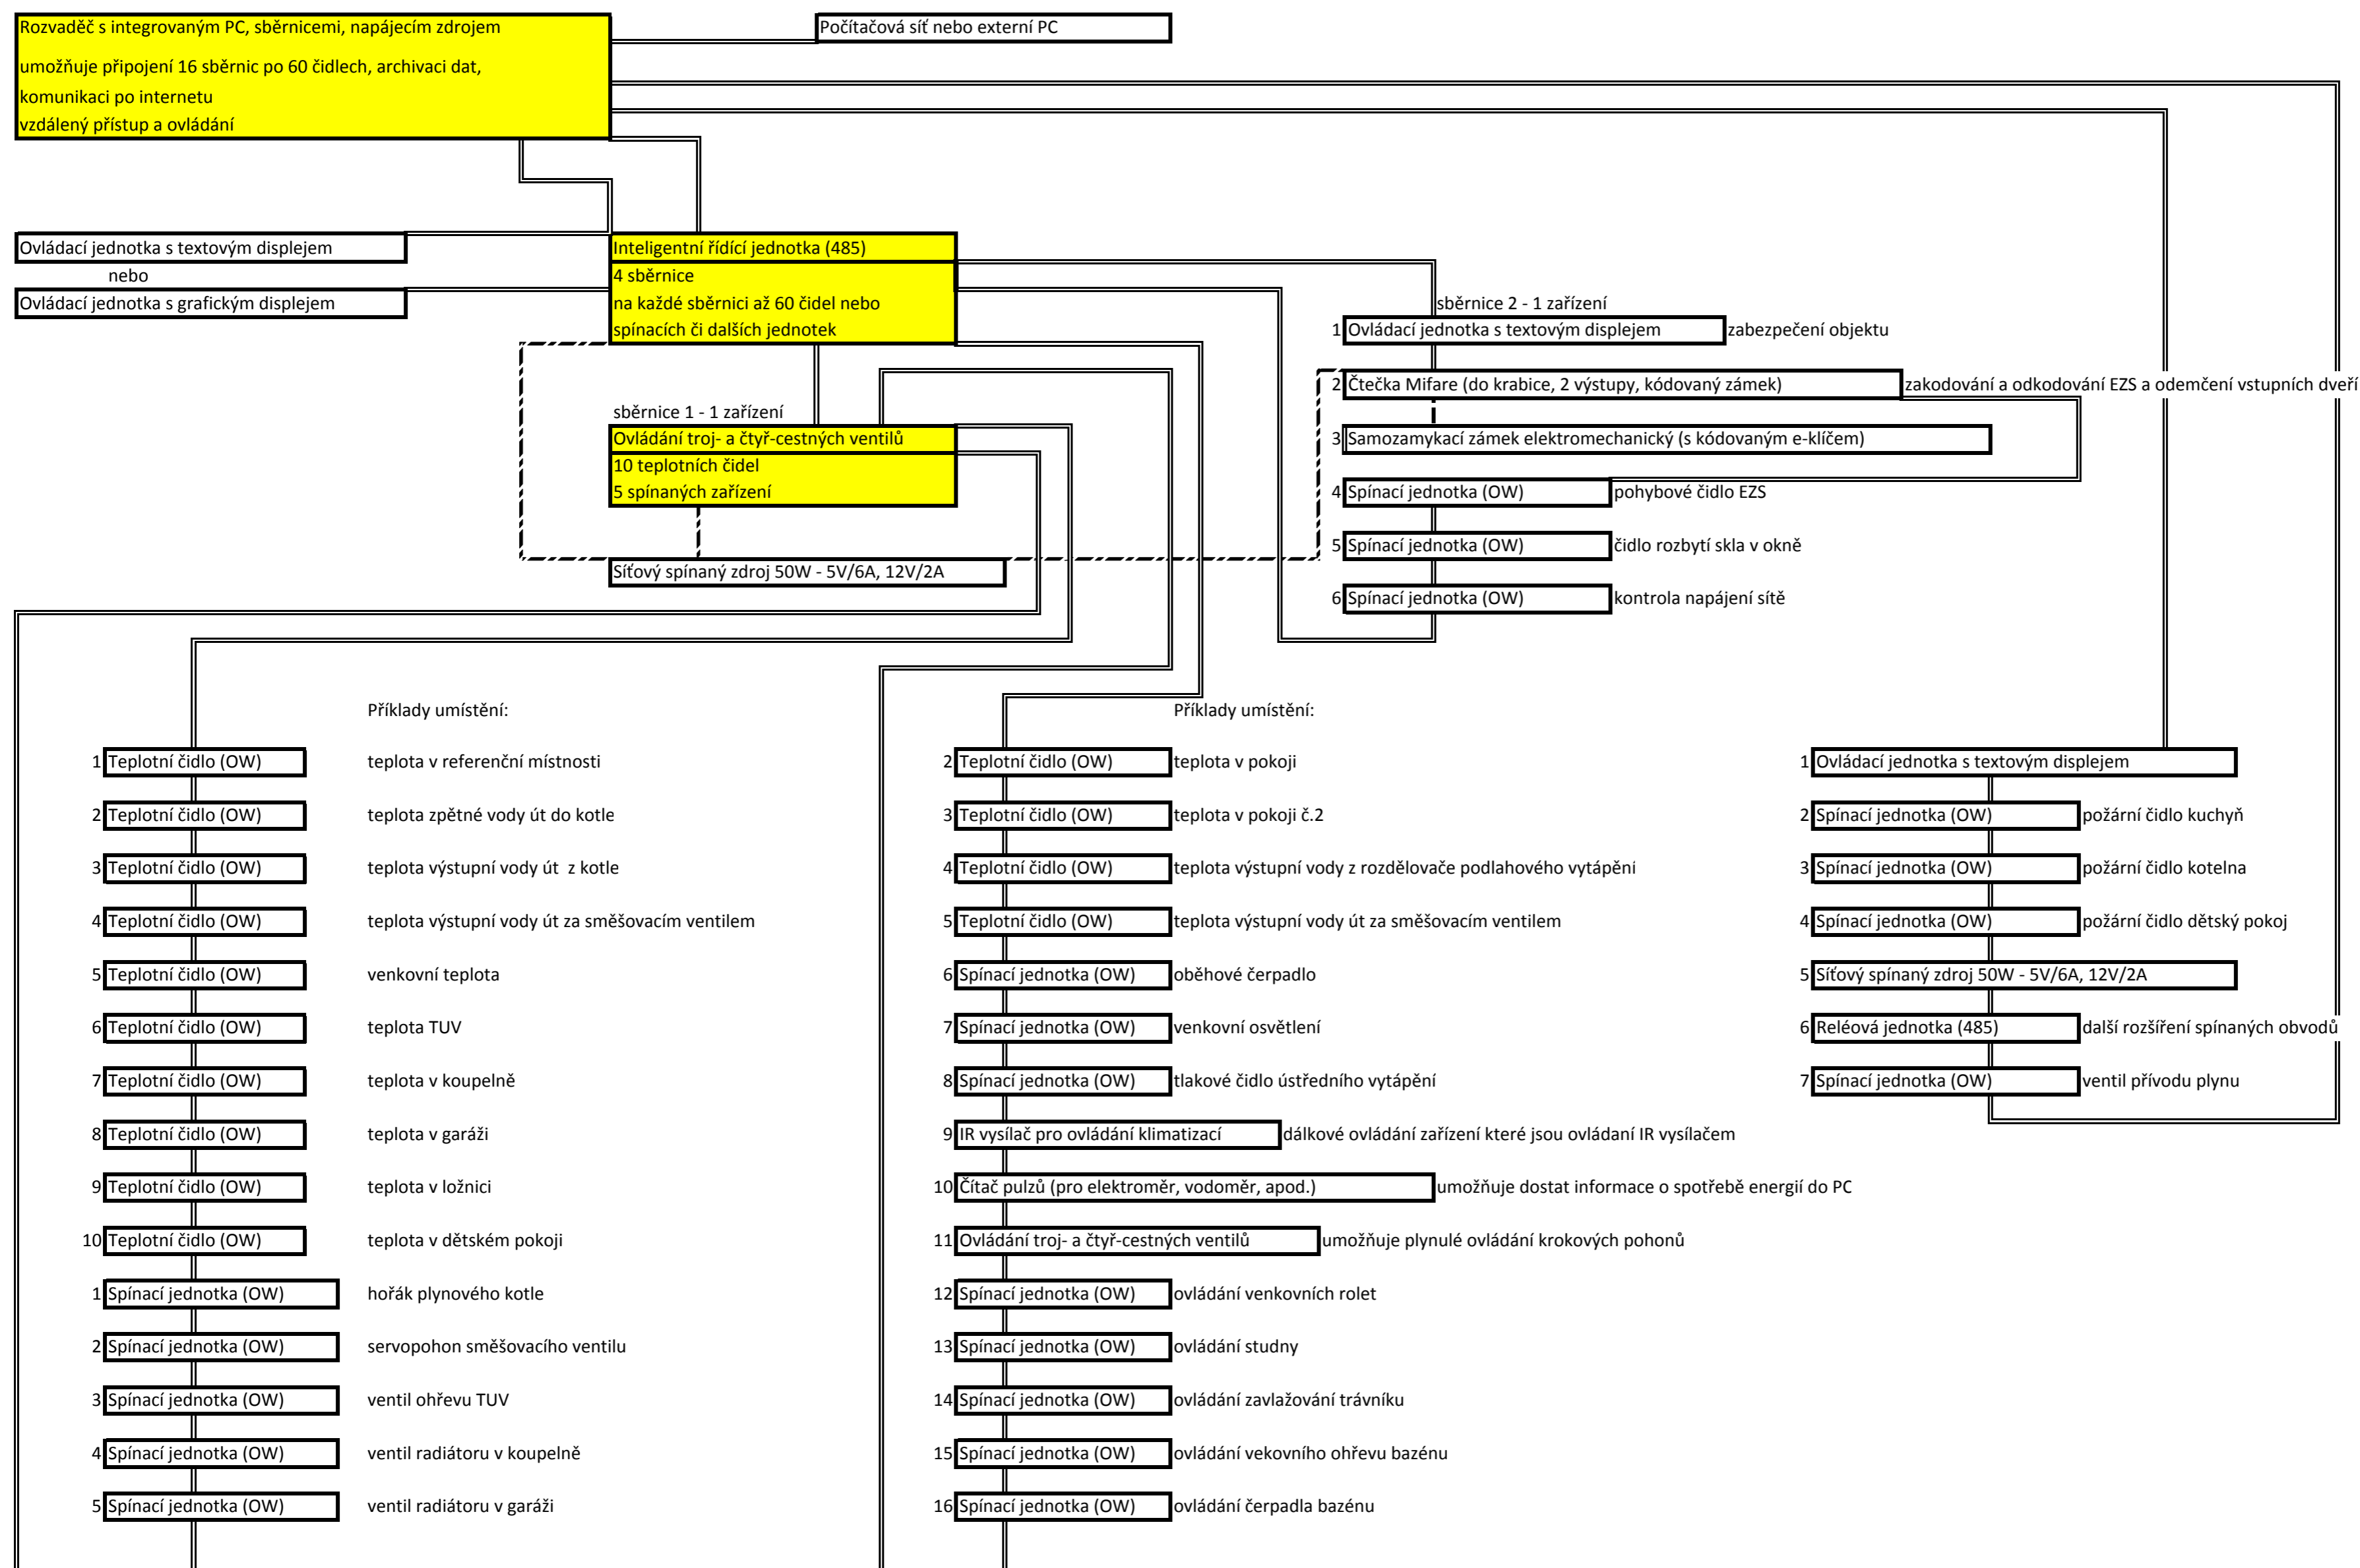 Rozvaděč s integrovaným PC, sběrnicemi, napájecím zdrojem
umožňuje připojení 16 sběrnic po 60 čidlech, archivaci dat,
komunikaci po internetu
vzdálený přístup a ovládání
Počítačová síť nebo externí PC
Ovládací jednotka s textovým displejem
nebo
Ovládací jednotka s grafickým displejem
Inteligentní řídící jednotka (485)
4 sběrnice
na každé sběrnici až 60 čidel nebo
spínacích či dalších jednotek
sběrnice 1 - 1 zařízení
Ovládání troj- a čtyř-cestných ventilů
10 teplotních čidel
5 spínaných zařízení
Síťový spínaný zdroj 50W - 5V/6A, 12V/2A
sběrnice 2 - 1 zařízení
1 Ovládací jednotka s textovým displejem zabezpečení objektu
2 Čtečka Mifare (do krabice, 2 výstupy, kódovaný zámek) zakodování a odkodování EZS a odemčení vstupních dveří
3 Samozamykací zámek elektromechanický (s kódovaným e-klíčem)
4 Spínací jednotka (OW) pohybové čidlo EZS
5 Spínací jednotka (OW) čidlo rozbytí skla v okně
6 Spínací jednotka (OW) kontrola napájení sítě
Příklady umístění:
1 Teplotní čidlo (OW) teplota v referenční místnosti
2 Teplotní čidlo (OW) teplota zpětné vody út do kotle
3 Teplotní čidlo (OW) teplota výstupní vody út z kotle
4 Teplotní čidlo (OW) teplota výstupní vody út za směšovacím ventilem
5 Teplotní čidlo (OW) venkovní teplota
6 Teplotní čidlo (OW) teplota TUV
7 Teplotní čidlo (OW) teplota v koupelně
8 Teplotní čidlo (OW) teplota v garáži
9 Teplotní čidlo (OW) teplota v ložnici
10 Teplotní čidlo (OW) teplota v dětském pokoji
1 Spínací jednotka (OW) hořák plynového kotle
2 Spínací jednotka (OW) servopohon směšovacího ventilu
3 Spínací jednotka (OW) ventil ohřevu TUV
4 Spínací jednotka (OW) ventil radiátoru v koupelně
5 Spínací jednotka (OW) ventil radiátoru v garáži
Příklady umístění:
2 Teplotní čidlo (OW) teplota v pokoji
3 Teplotní čidlo (OW) teplota v pokoji č.2
4 Teplotní čidlo (OW) teplota výstupní vody z rozdělovače podlahového vytápění
5 Teplotní čidlo (OW) teplota výstupní vody út za směšovacím ventilem
6 Spínací jednotka (OW) oběhové čerpadlo
7 Spínací jednotka (OW) venkovní osvětlení
8 Spínací jednotka (OW) tlakové čidlo ústředního vytápění
9 IR vysílač pro ovládání klimatizací dálkové ovládání zařízení které jsou ovládaní IR vysílačem
10 Čítač pulzů (pro elektroměr, vodoměr, apod.) umožňuje dostat informace o spotřebě energií do PC
11 Ovládání troj- a čtyř-cestných ventilů umožňuje plynulé ovládání krokových pohonů
12 Spínací jednotka (OW) ovládání venkovních rolet
13 Spínací jednotka (OW) ovládání studny
14 Spínací jednotka (OW) ovládání zavlažování trávníku
15 Spínací jednotka (OW) ovládání vekovního ohřevu bazénu
16 Spínací jednotka (OW) ovládání čerpadla bazénu
1 Ovládací jednotka s textovým displejem
2 Spínací jednotka (OW) požární čidlo kuchyň
3 Spínací jednotka (OW) požární čidlo kotelna
4 Spínací jednotka (OW) požární čidlo dětský pokoj
5 Síťový spínaný zdroj 50W - 5V/6A, 12V/2A
6 Reléová jednotka (485) další rozšíření spínaných obvodů
7 Spínací jednotka (OW) ventil přívodu plynu